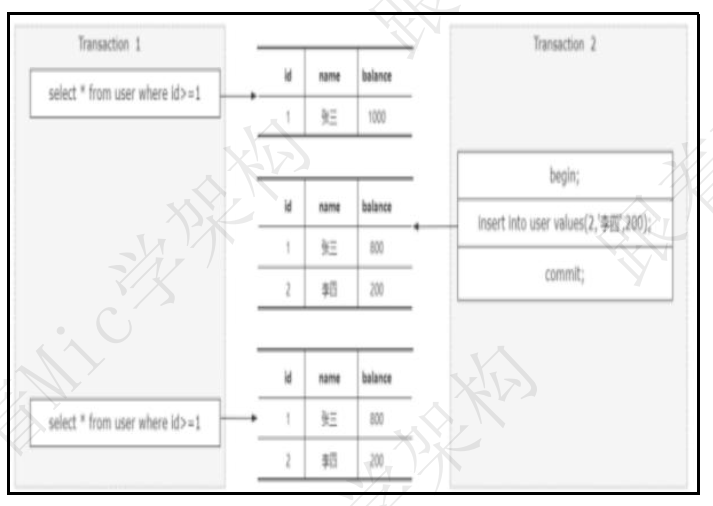 Transaction 1
select * from user where id>=1
id name balance
1 张三 1000
Transaction 2
begin;
insert into user values(2,'李四',200);
commit;
id name balance
1 张三 800
2 李四 200
select * from user where id>=1
id name balance
1 张三 800
2 李四 200
跟着Mic学架构